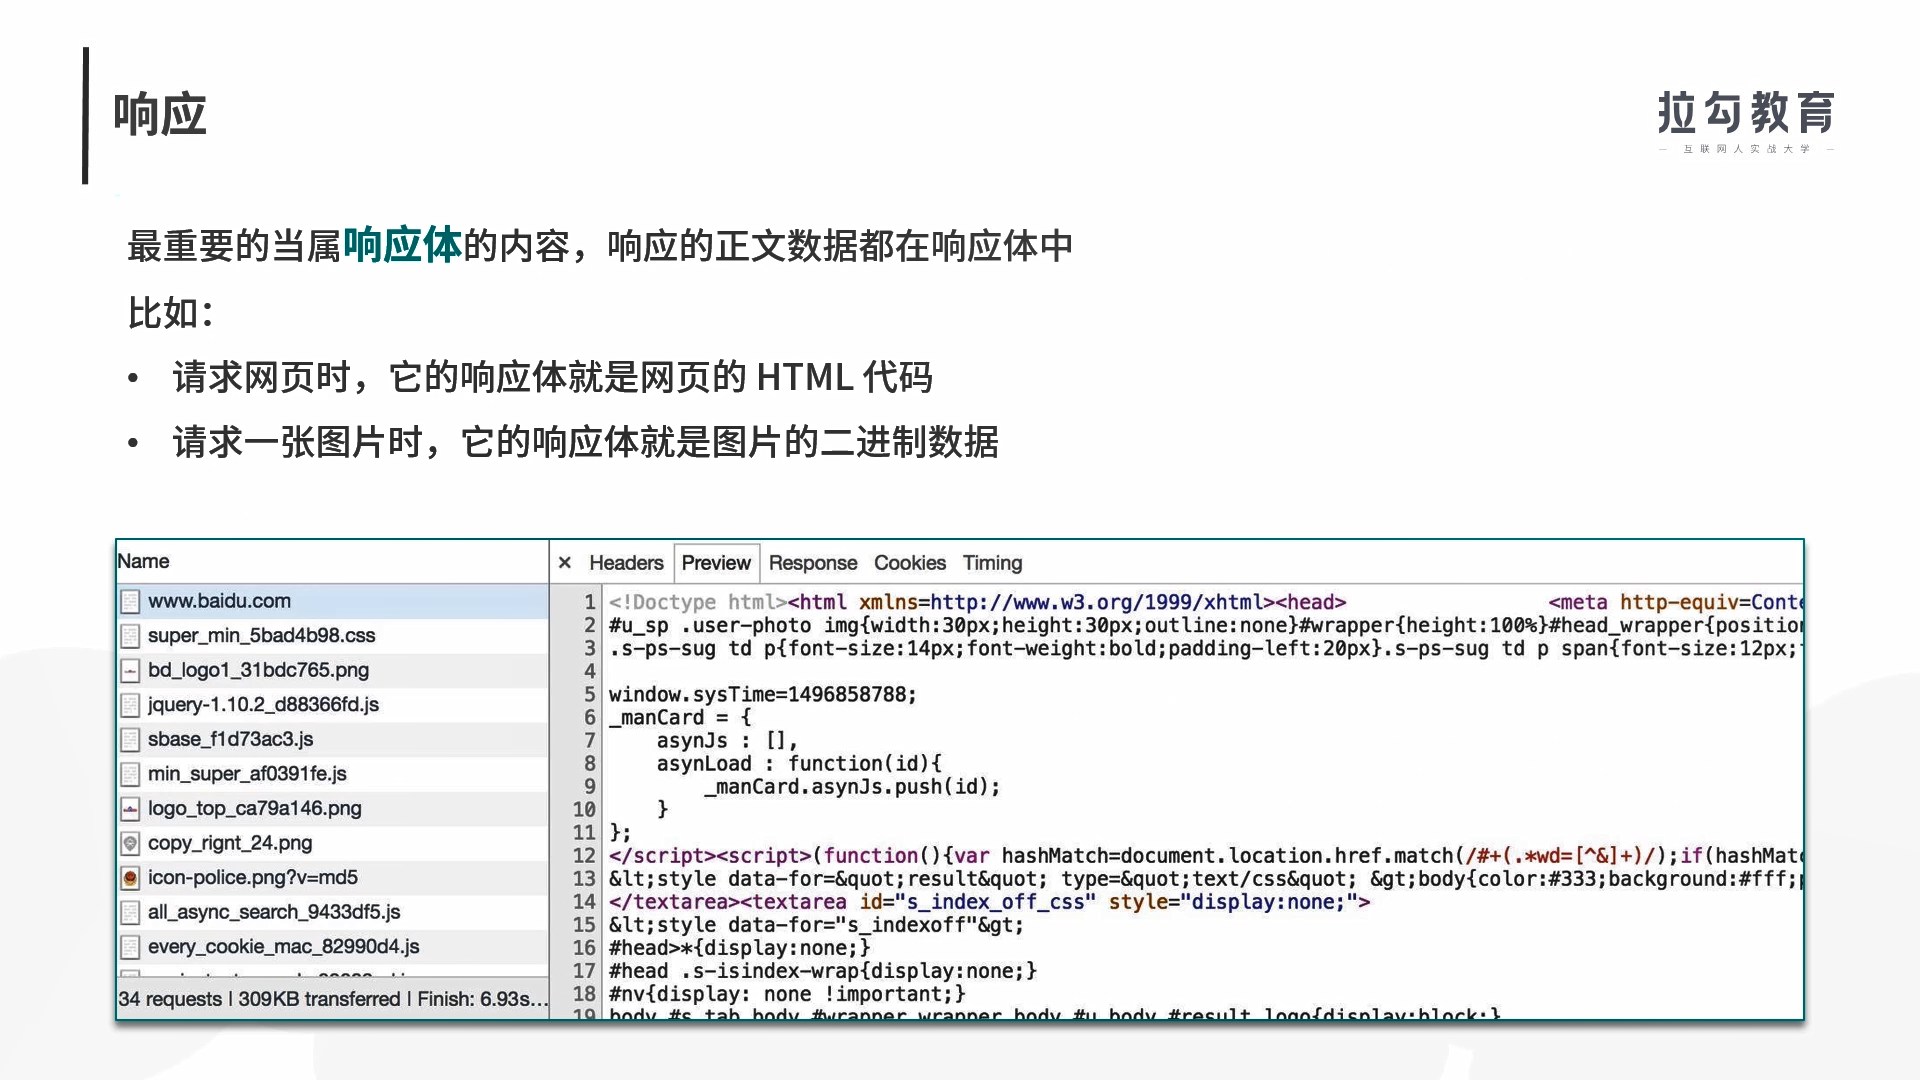 响应
拉勾教育
互联网人实战大学
最重要的当属响应体的内容，响应的正文数据都在响应体中
比如：
• 请求网页时，它的响应体就是网页的 HTML 代码
• 请求一张图片时，它的响应体就是图片的二进制数据
Name
www.baidu.com
super_min_5bad4b98.css
bd_logo1_31bdc765.png
jquery-1.10.2_d88366fd.js
sbase_f1d73ac3.js
min_super_af0391fe.js
logo_top_ca79a146.png
copy_rignt_24.png
icon-police.png?v=md5
all_async_search_9433df5.js
every_cookie_mac_82990d4.js
34 requests | 309KB transferred | Finish: 6.93s...
× Headers Preview Response Cookies Timing
1 <!Doctype html><html xmlns=http://www.w3.org/1999/xhtml><head> <meta http-equiv=Conte
2 #u_sp .user-photo img{width:30px;height:30px;outline:none}#wrapper{height:100%}#head_wrapper{position
3 .s-ps-sug td p{font-size:14px;font-weight:bold;padding-left:20px}.s-ps-sug td p span{font-size:12px;
4
5 window.sysTime=1496858788;
6 _manCard = {
7 asynJs : [],
8 asynLoad : function(id){
9 _manCard.asynJs.push(id);
10 }
11 };
12 </script><script>(function(){var hashMatch=document.location.href.match(/#+(.*wd=[^&]+)/);if(hashMatc
13 &lt;style data-for=&quot;result&quot; type=&quot;text/css&quot; &gt;body{color:#333;background:#fff;p
14 </textarea><textarea id="s_index_off_css" style="display:none;">
15 &lt;style data-for="s_indexoff"&gt;
16 #head>*{display:none;}
17 #head .s-isindex-wrap{display:none;}
18 #nv{display: none !important;}
19 body #s_tab,body #wrapper_wrapper,body #u,body #result_logo{display:block;}